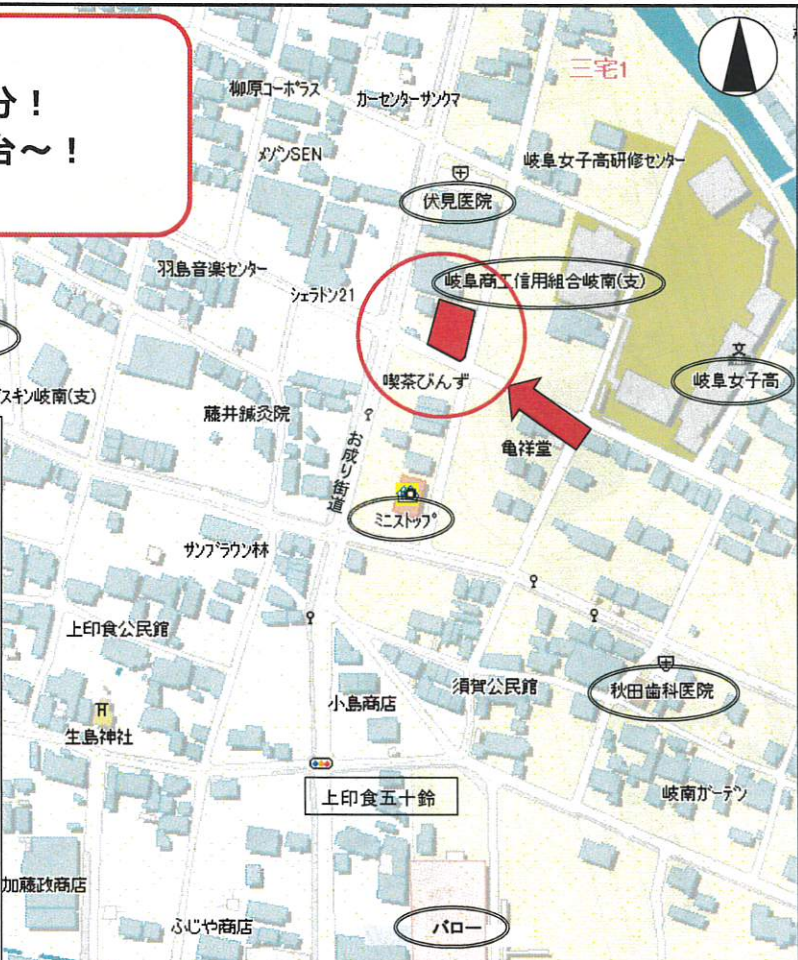 分！
台～！
三宅1
柳原コーポラス
カーセンターサンクマ
メゾンSEN
岐阜女子高研修センター
伏見医院
羽島音楽センター
岐阜商工信用組合岐南(支)
シェラトン21
喫茶びんず
文
岐阜女子高
スキン岐南(支)
藤井鍼灸院
お成り街道
亀祥堂
ミニストップ
サンブラウン林
上印食公民館
須賀公民館
秋田歯科医院
小島商店
生島神社
上印食五十鈴
岐南ガーデン
加藤政商店
ふじや商店
バロー